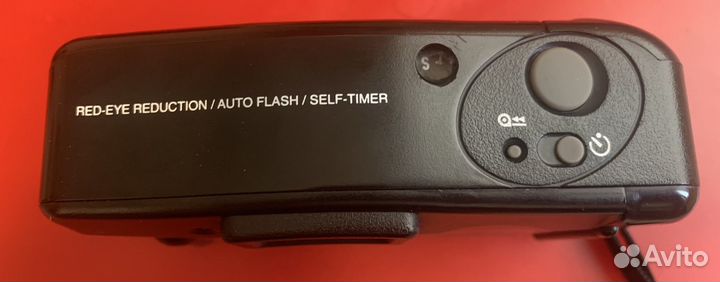 RED-EYE REDUCTION / AUTO FLASH / SELF-TIMER
S
Avito